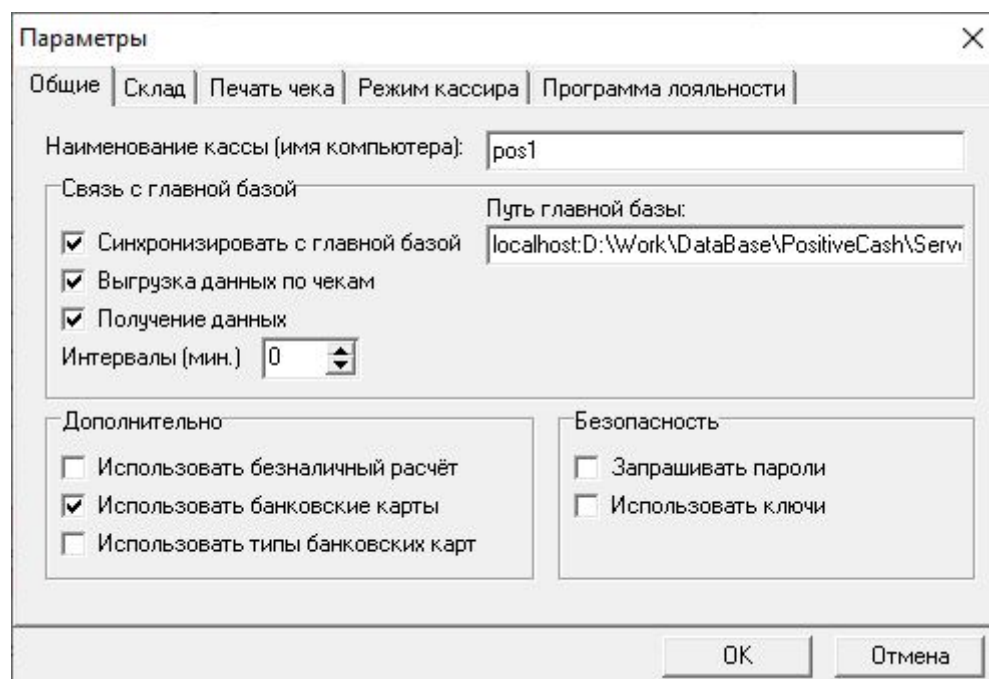 Параметры
Общие Склад Печать чека Режим кассира Программа лояльности
Наименование кассы (имя компьютера): pos1
Связь с главной базой
Путь главной базы:
Синхронизировать с главной базой localhost:D:\Work\DataBase\PositiveCash\Serv
Выгрузка данных по чекам
Получение данных
Интервалы (мин.) 0
Дополнительно
Использовать безналичный расчёт
Использовать банковские карты
Использовать типы банковских карт
Безопасность
Запрашивать пароли
Использовать ключи
OK Отмена